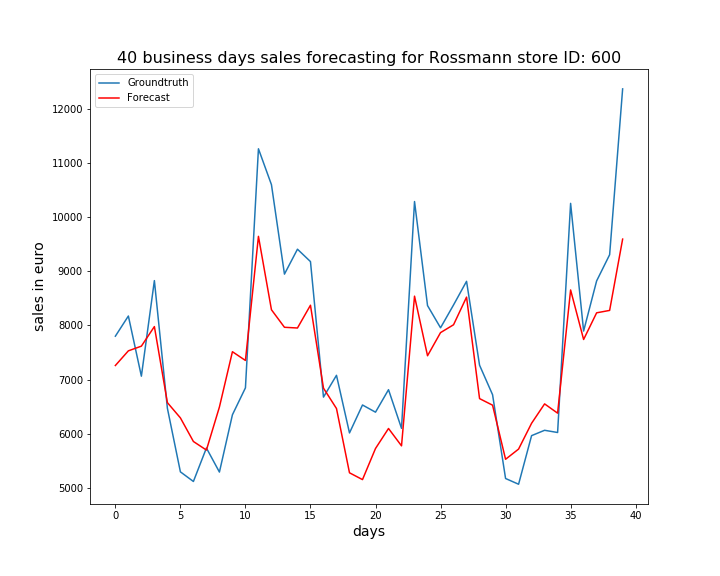 40 business days sales forecasting for Rossmann store ID: 600
Groundtruth
Forecast
sales in euro
12000
11000
10000
9000
8000
7000
6000
5000
0 5 10 15 20 25 30 35 40
days